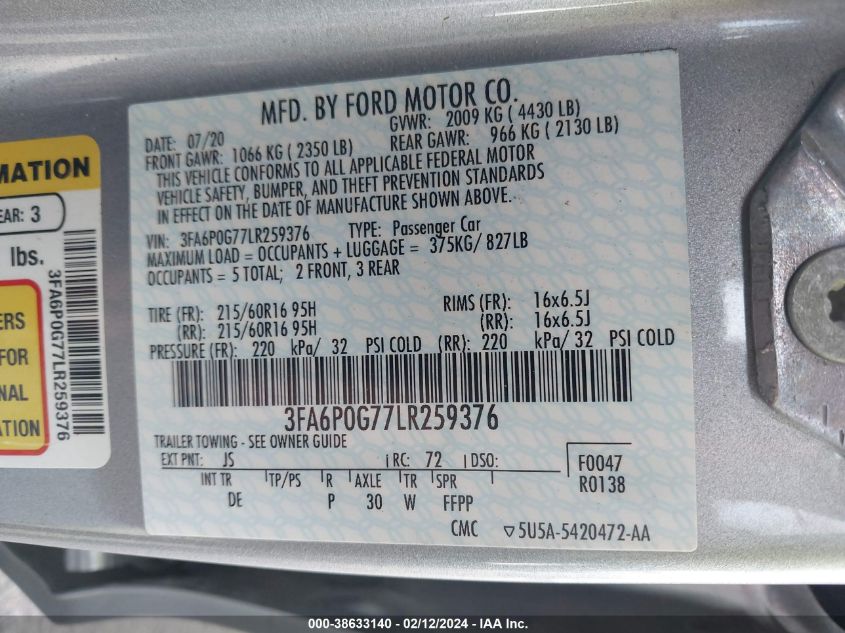 MFD. BY FORD MOTOR CO.
DATE: 07/20 GVWR: 2009 KG ( 4430 LB)
FRONT GAWR: 1066 KG ( 2350 LB) REAR GAWR: 966 KG ( 2130 LB)
THIS VEHICLE CONFORMS TO ALL APPLICABLE FEDERAL MOTOR
VEHICLE SAFETY, BUMPER, AND THEFT PREVENTION STANDARDS
IN EFFECT ON THE DATE OF MANUFACTURE SHOWN ABOVE.
VIN: 3FA6P0G77LR259376 TYPE: Passenger Car
MAXIMUM LOAD = OCCUPANTS + LUGGAGE = 375KG/ 827LB
OCCUPANTS = 5 TOTAL; 2 FRONT, 3 REAR
TIRE (FR): 215/60R16 95H RIMS (FR): 16x6.5J
(RR): 215/60R16 95H (RR): 16x6.5J
PRESSURE (FR): 220 kPa/ 32 PSI COLD (RR): 220 kPa/ 32 PSI COLD
3FA6P0G77LR259376
TRAILER TOWING - SEE OWNER GUIDE
EXT PNT: JS RC: 72 DSO: F0047
INT TR TP/PS R AXLE TR SPR R0138
DE P 30 W FFPP
CMC ▽5U5A-5420472-AA
MATION
EAR: 3
lbs.
ERS
FOR
NAL
TION
3FA6P0G77LR259376
000-38633140 - 02/12/2024 - IAA Inc.